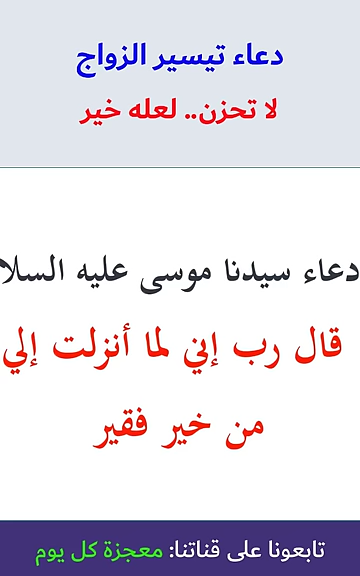 دعاء تيسير الزواج
لا تحزن.. لعله خير
دعاء سيدنا موسى عليه السلا
قال رب إني لما أنزلت إلي
من خير فقير
تابعونا على قناتنا: معجزة كل يوم